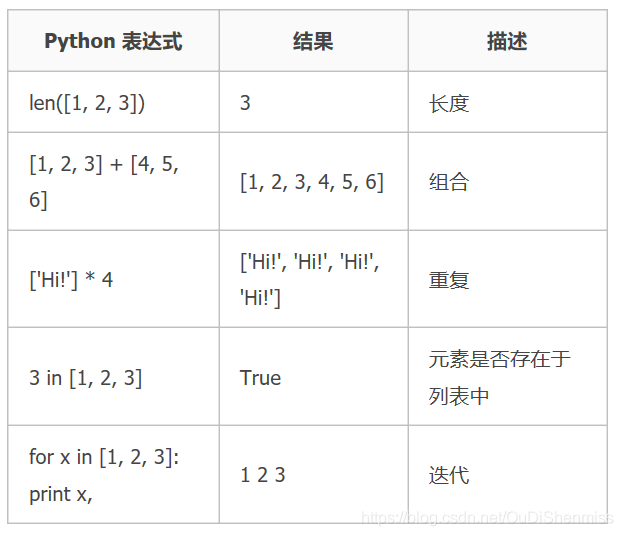 Python 表达式 结果 描述
len([1, 2, 3]) 3 长度
[1, 2, 3] + [4, 5,
6]
[1, 2, 3, 4, 5, 6] 组合
['Hi!'] * 4
['Hi!', 'Hi!', 'Hi!',
'Hi!']
重复
3 in [1, 2, 3] True
元素是否存在于
列表中
for x in [1, 2, 3]:
print x,
1 2 3 迭代
https://blog.csdn.net/OuDiShenmiss